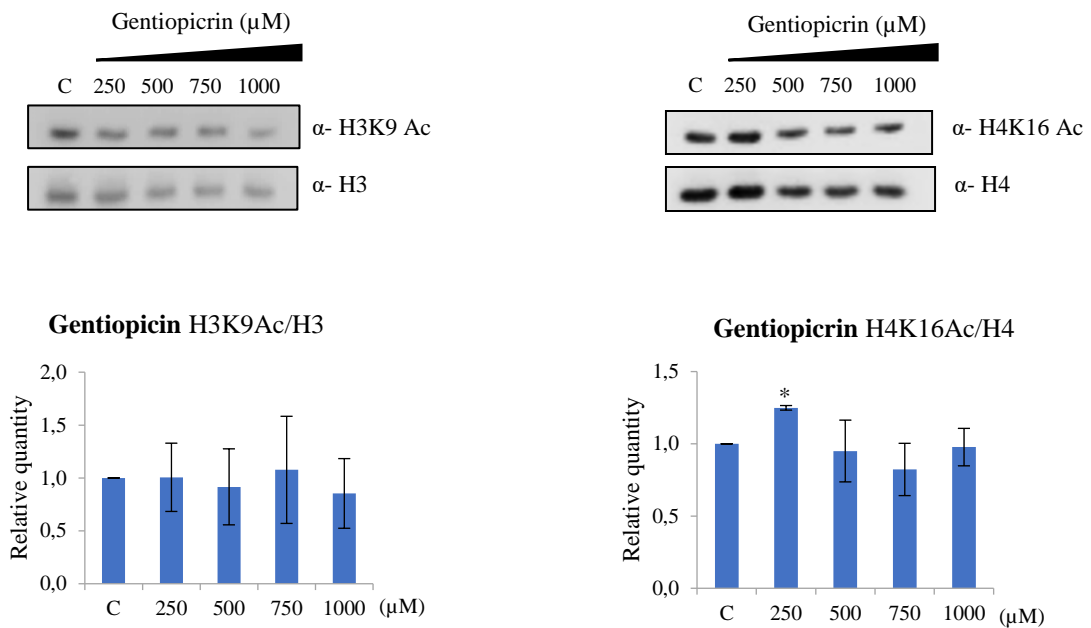 Gentiopicrin (µM)
C 250 500 750 1000
α- H3K9 Ac
α- H3
Gentiopicrin (µM)
C 250 500 750 1000
α- H4K16 Ac
α- H4
Gentiopicin H3K9Ac/H3
Relative quantity
2,0
1,5
1,0
0,5
0,0
C 250 500 750 1000 (µM)
Gentiopicrin H4K16Ac/H4
Relative quantity
1,5
1,0
0,5
0,0
*
C 250 500 750 1000 (µM)